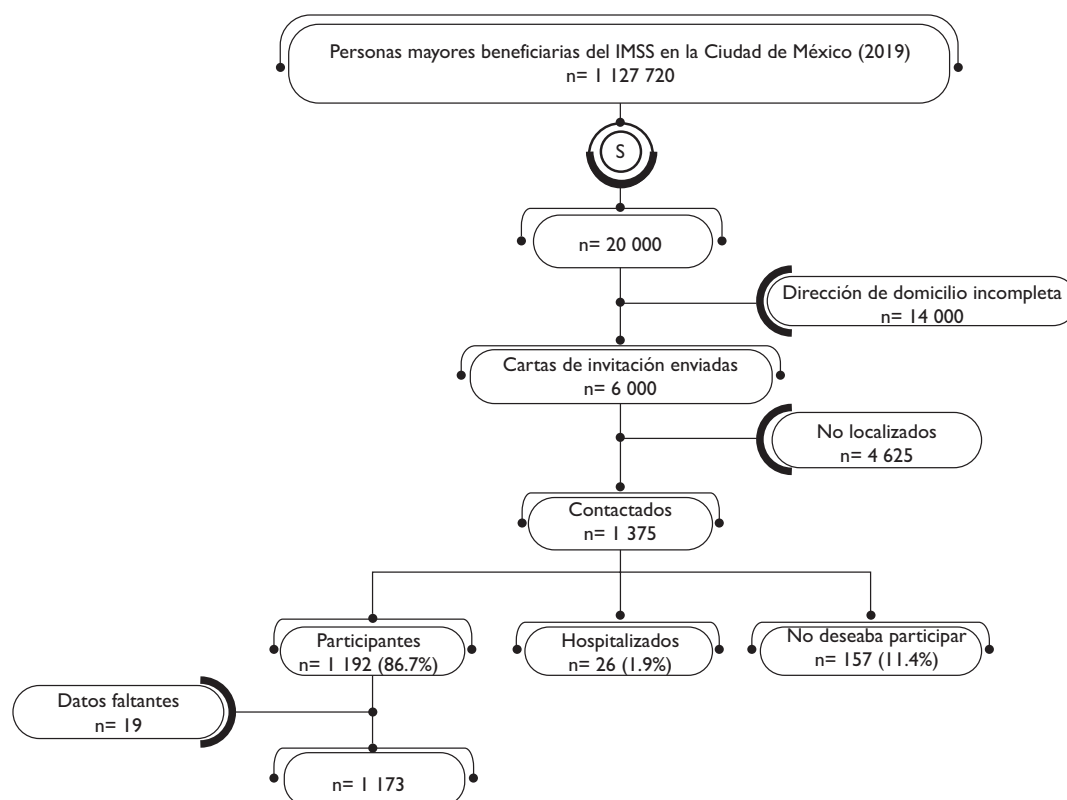 Personas mayores beneficiarias del IMSS en la Ciudad de México (2019)
n= 1 127 720
S
n= 20 000
Dirección de domicilio incompleta
n= 14 000
Cartas de invitación enviadas
n= 6 000
No localizados
n= 4 625
Contactados
n= 1 375
Participantes
n= 1 192 (86.7%)
Hospitalizados
n= 26 (1.9%)
No deseaba participar
n= 157 (11.4%)
Datos faltantes
n= 19
n= 1 173